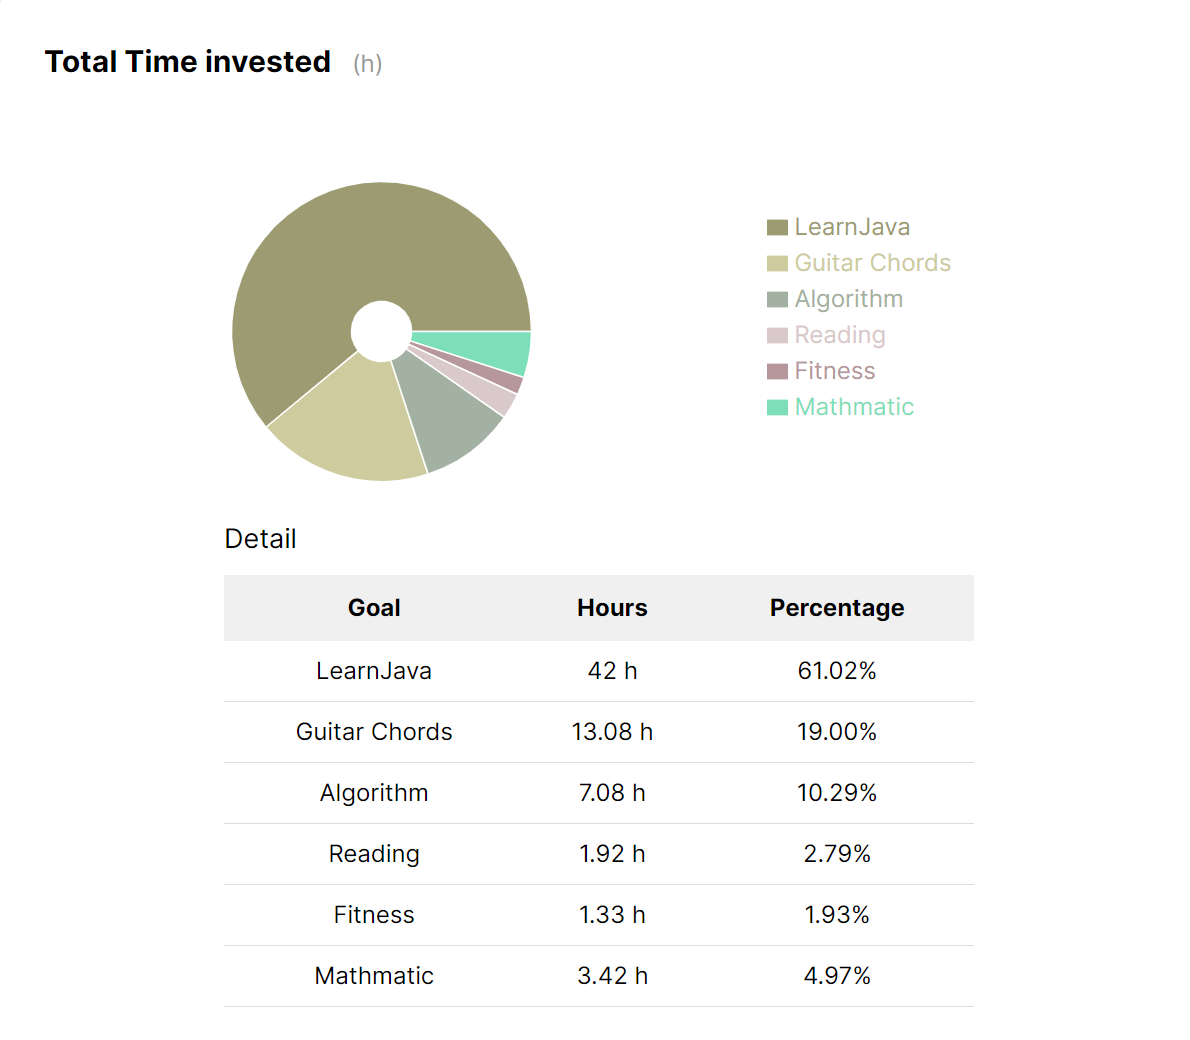 Total Time invested (h)
LearnJava
Guitar Chords
Algorithm
Reading
Fitness
Mathmatic
Detail
Goal Hours Percentage
LearnJava 42 h 61.02%
Guitar Chords 13.08 h 19.00%
Algorithm 7.08 h 10.29%
Reading 1.92 h 2.79%
Fitness 1.33 h 1.93%
Mathmatic 3.42 h 4.97%